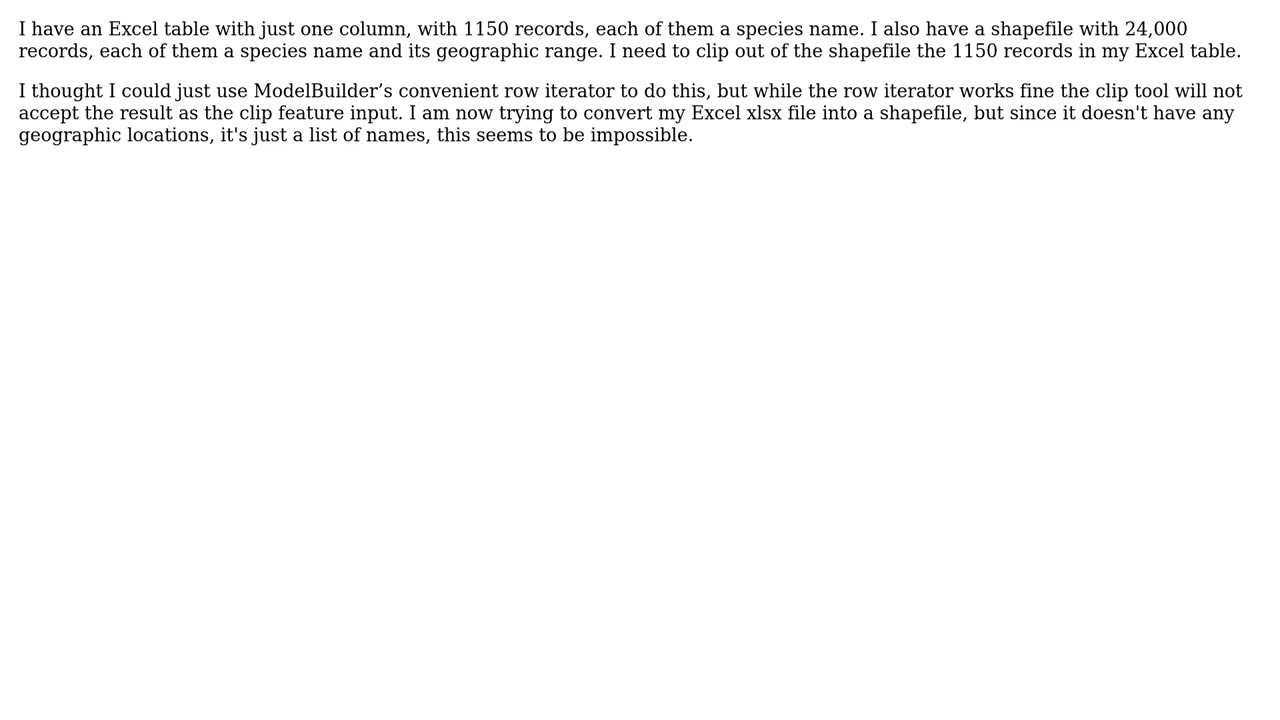 I have an Excel table with just one column, with 1150 records, each of them a species name. I also have a shapefile with 24,000
records, each of them a species name and its geographic range. I need to clip out of the shapefile the 1150 records in my Excel table.
I thought I could just use ModelBuilder’s convenient row iterator to do this, but while the row iterator works fine the clip tool will not
accept the result as the clip feature input. I am now trying to convert my Excel xlsx file into a shapefile, but since it doesn't have any
geographic locations, it's just a list of names, this seems to be impossible.